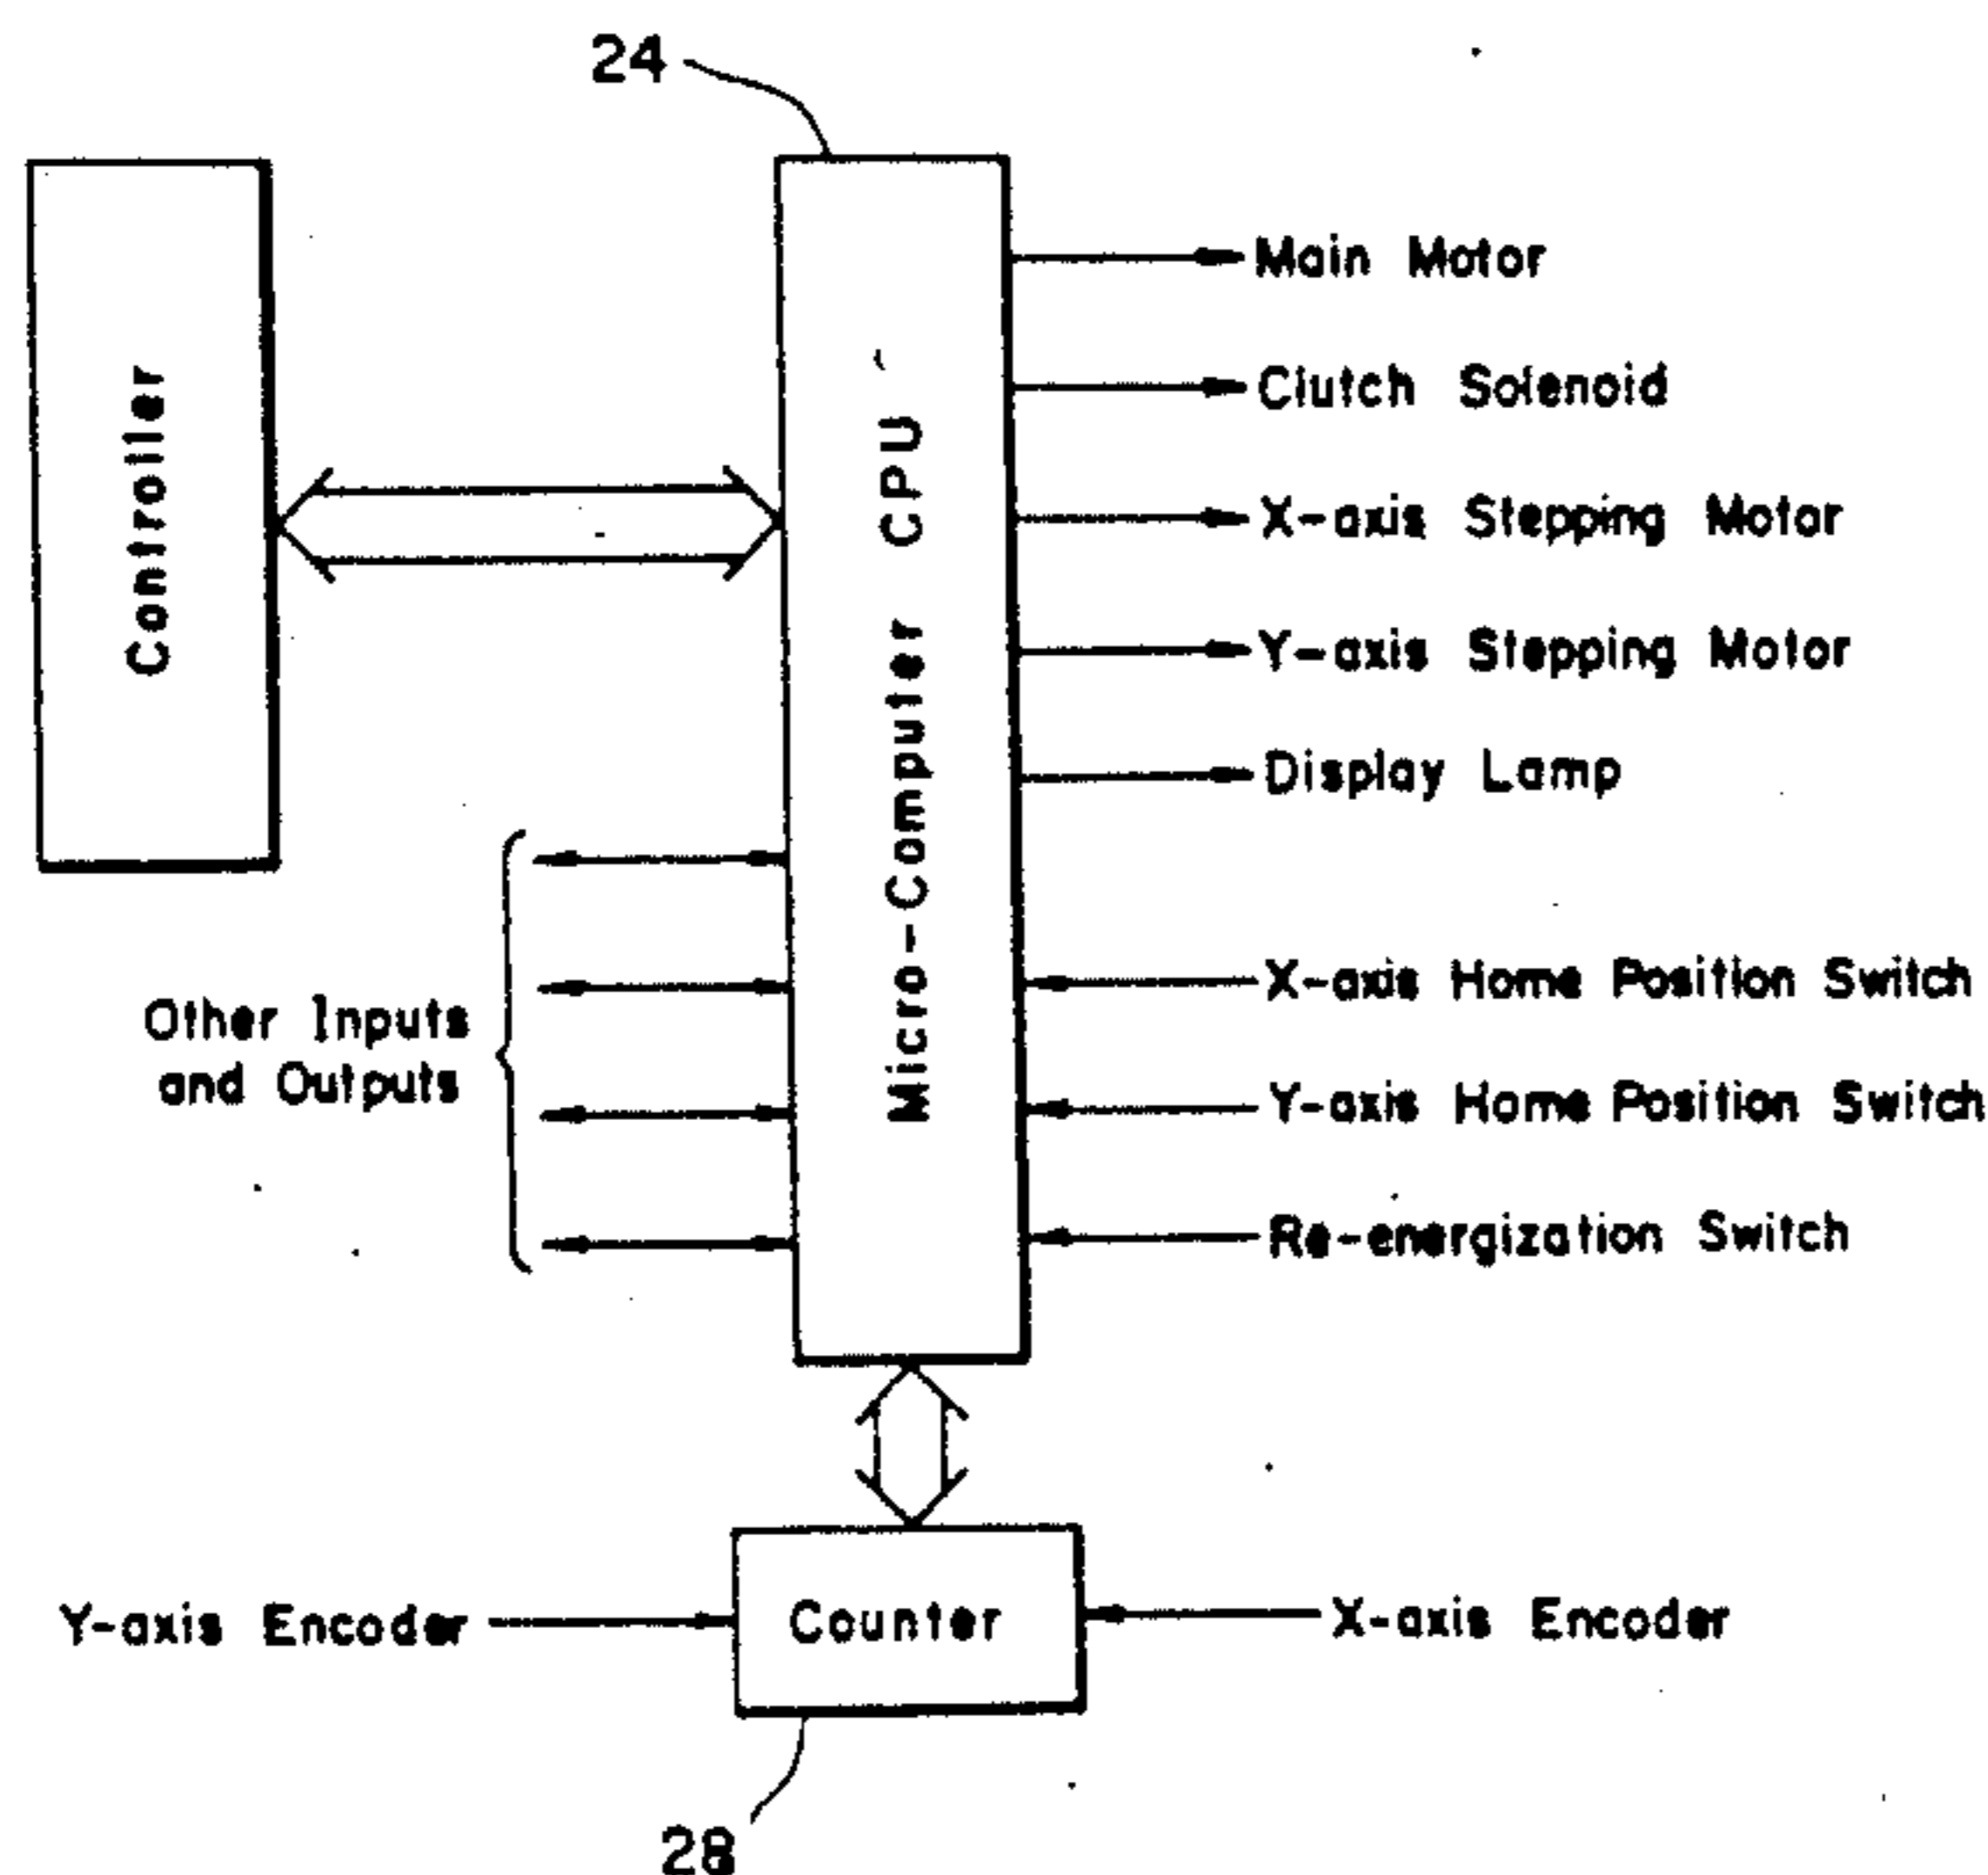 24
Controller
Micro-Computer CPU
Main Motor
Clutch Solenoid
X-axis Stepping Motor
Y-axis Stepping Motor
Display Lamp
Other Inputs
and Outputs
X-axis Home Position Switch
Y-axis Home Position Switch
Re-energization Switch
Y-axis Encoder
Counter
X-axis Encoder
28